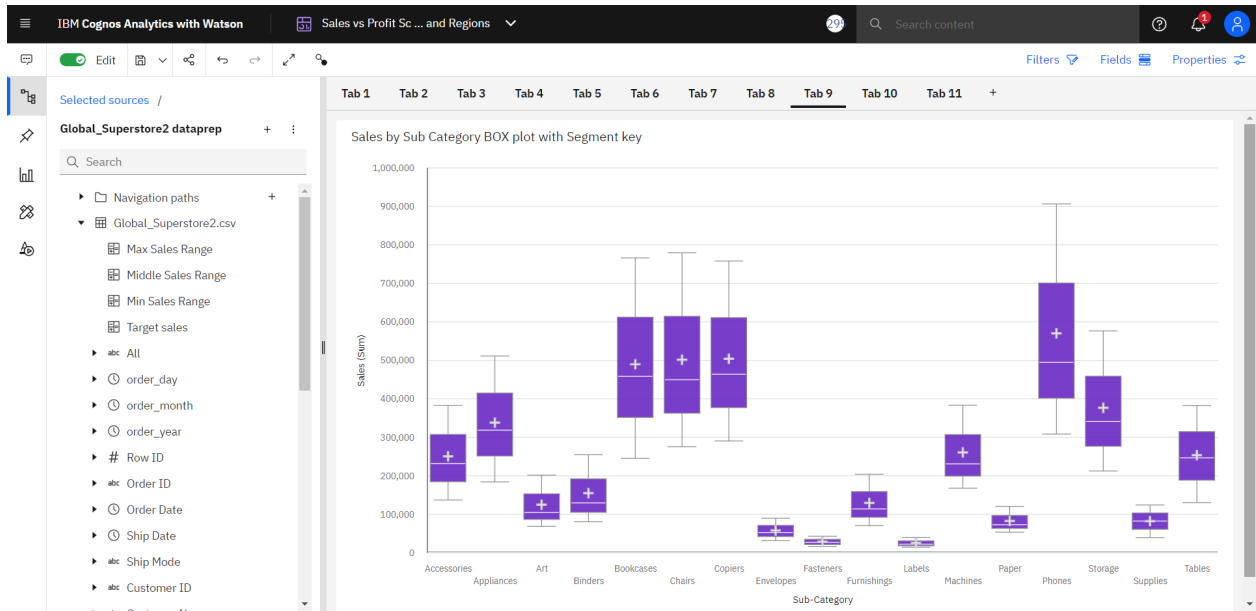 IBM Cognos Analytics with Watson
Sales vs Profit Sc ... and Regions
295
Search content
1
Edit
Filters
Fields
Properties
Selected sources /
Tab 1 Tab 2 Tab 3 Tab 4 Tab 5 Tab 6 Tab 7 Tab 8 Tab 9 Tab 10 Tab 11 +
Global_Superstore2 dataprep +
Search
Navigation paths +
Global_Superstore2.csv
Max Sales Range
Middle Sales Range
Min Sales Range
Target sales
abc All
order_day
order_month
order_year
# Row ID
abc Order ID
Order Date
Ship Date
abc Ship Mode
abc Customer ID
Sales by Sub Category BOX plot with Segment key
1,000,000
900,000
800,000
700,000
600,000
500,000
400,000
300,000
200,000
100,000
0
Sales (Sum)
Accessories Art Bookcases Copiers Fasteners Labels Paper Storage Tables
Appliances Binders Chairs Envelopes Furnishings Machines Phones Supplies
Sub-Category